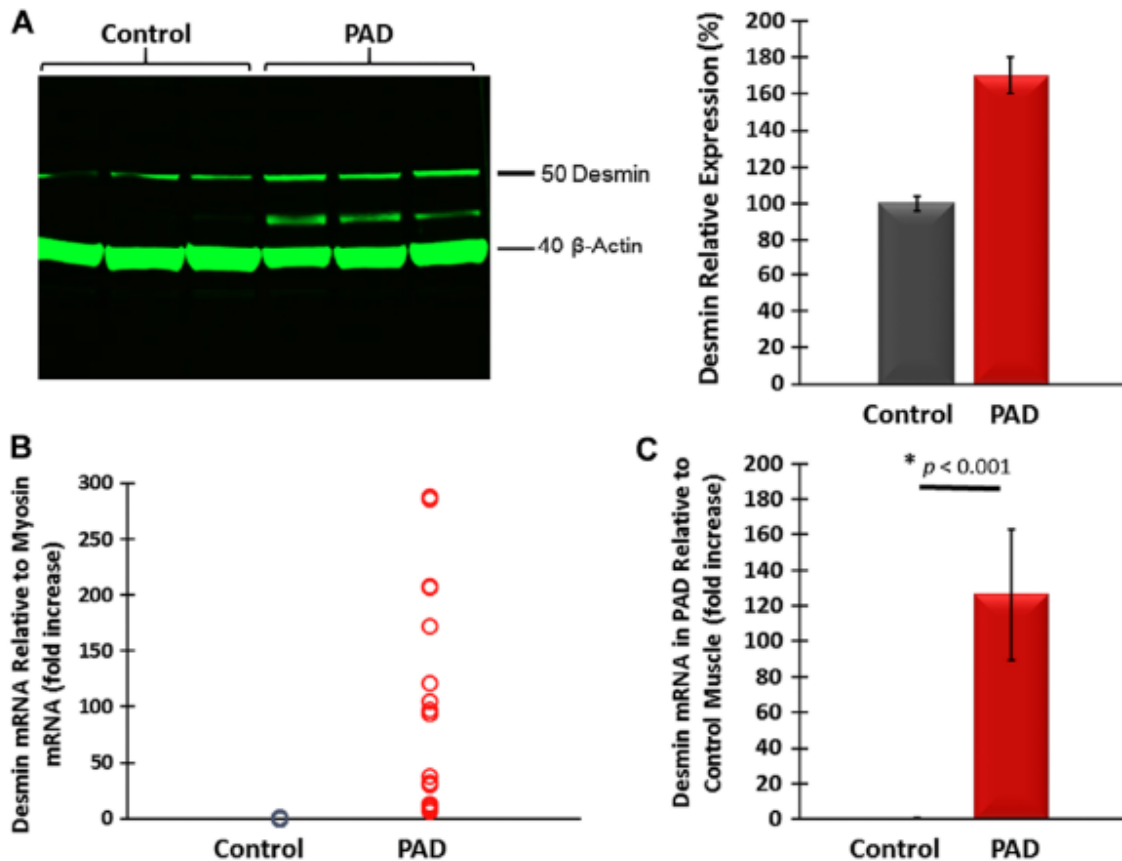 A
Control PAD
50 Desmin
40 β-Actin
Desmin Relative Expression (%)
200
180
160
140
120
100
80
60
40
20
0
Control PAD
B
Desmin mRNA Relative to Myosin
mRNA (fold increase)
300
250
200
150
100
50
0
Control PAD
C
Desmin mRNA in PAD Relative to
Control Muscle (fold increase)
200
180
160
140
120
100
80
60
40
20
0
* p < 0.001
Control PAD